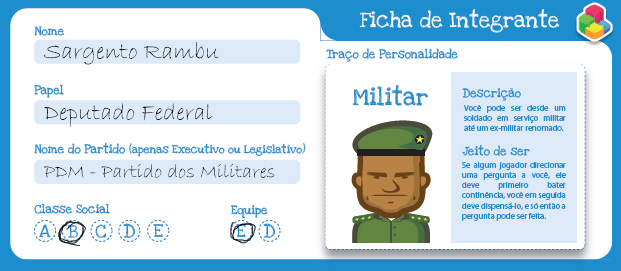 Ficha de Integrante
Nome
Sargento Rambu
Papel
Deputado Federal
Nome do Partido (apenas Executivo ou Legislativo)
PDM - Partido dos Militares
Classe Social
A B C D E
Equipe
E D
Traço de Personalidade
Militar
Descrição
Você pode ser desde um
soldado em serviço militar
até um ex-militar renomado.
Jeito de ser
Se algum jogador direcionar
uma pergunta a você, ele
deve primeiro bater
continência, você em seguida
deve dispensá-lo, e só então a
pergunta pode ser feita.